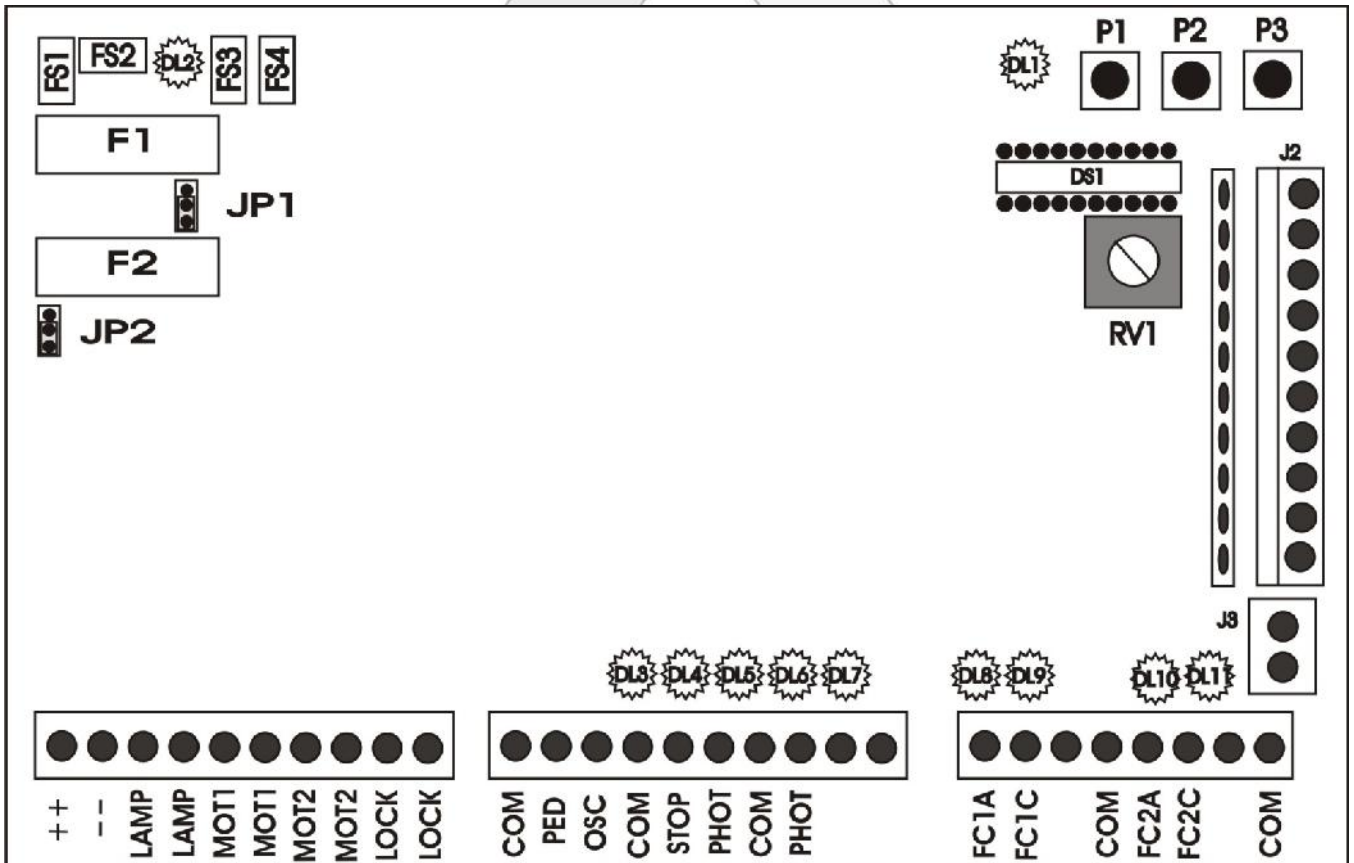 FS1 FS2 DL2 FS3 FS4 DL1 P1 P2 P3
F1
J2
DS1
JP1
F2
RV1
JP2
J3
DL3 DL4 DL5 DL6 DL7 DL8 DL9 DL10 DL11
++ -- LAMP LAMP MOT1 MOT1 MOT2 MOT2 LOCK LOCK
COM PED OSC COM STOP PHOT COM PHOT
FC1A FC1C COM FC2A FC2C COM